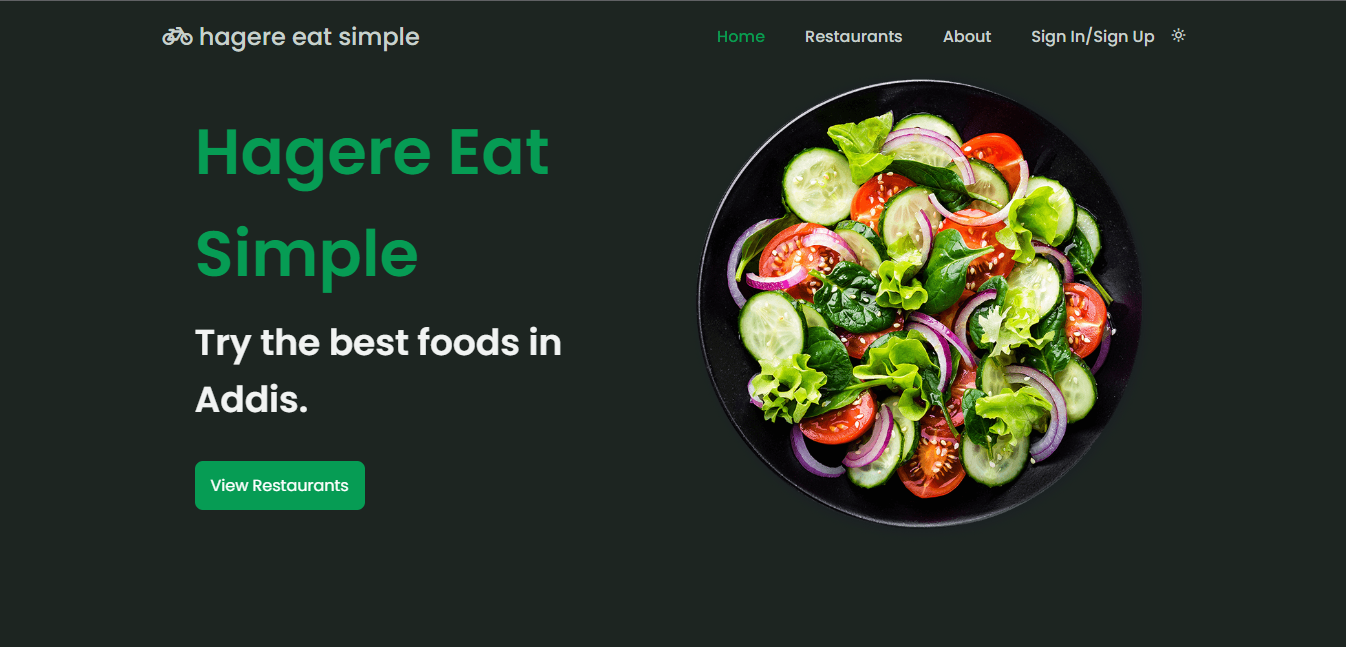 hagere eat simple
Home Restaurants About Sign In/Sign Up
Hagere Eat
Simple
Try the best foods in
Addis.
View Restaurants